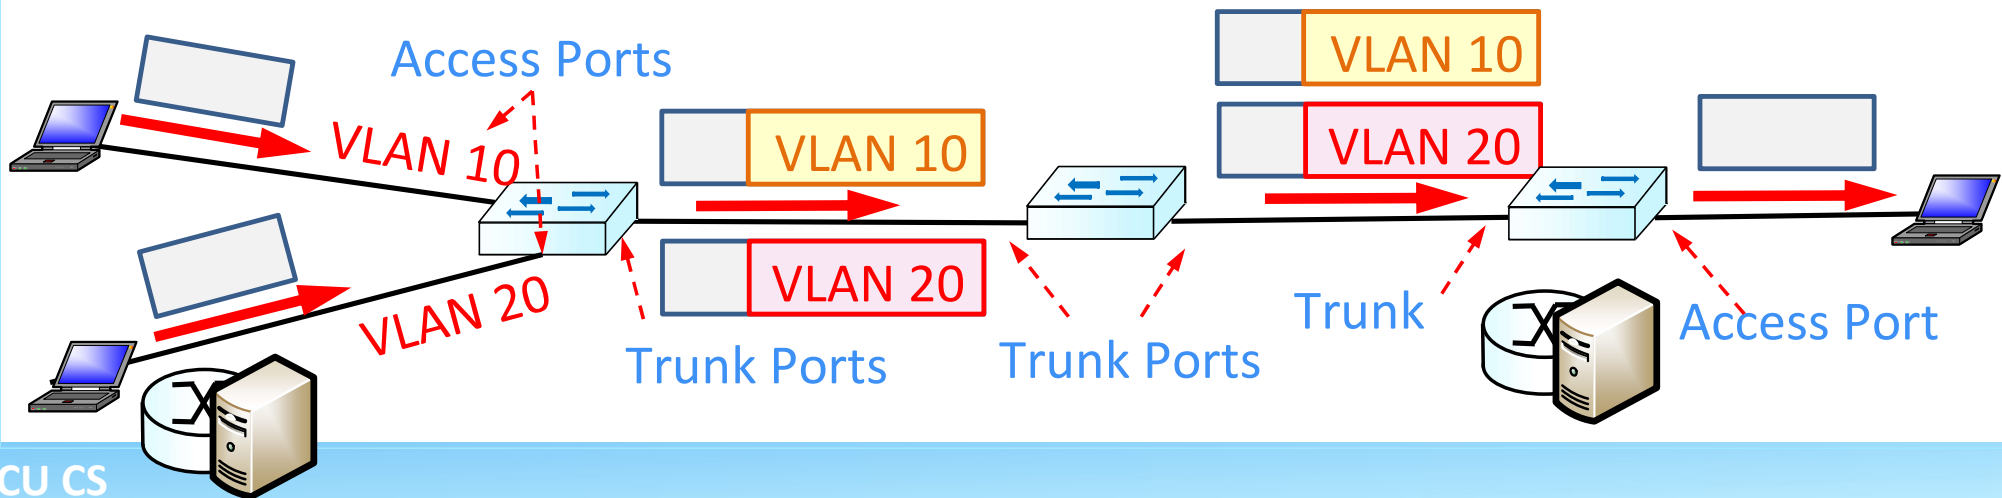 Access Ports
VLAN 10
VLAN 20
VLAN 10
VLAN 20
Trunk Ports
Trunk Ports
VLAN 10
VLAN 20
Trunk
Access Port
CU CS